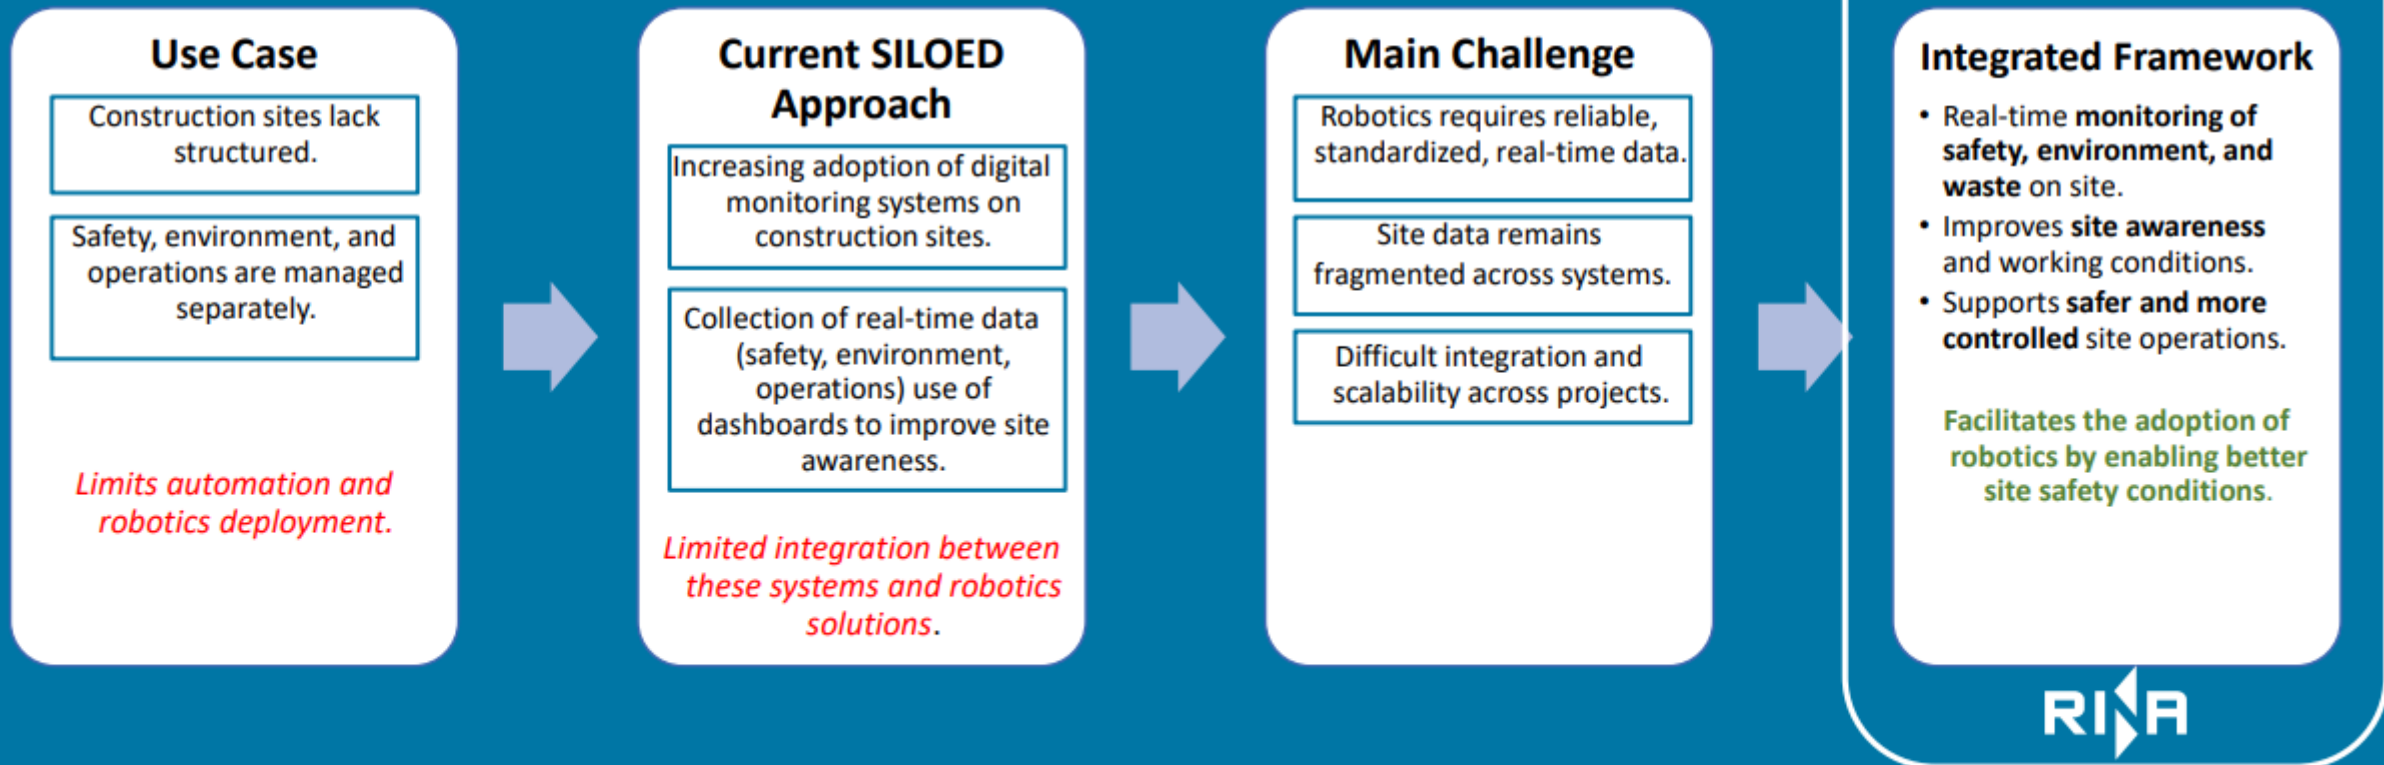 Use Case
Construction sites lack
structured.
Safety, environment, and
operations are managed
separately.
Limits automation and
robotics deployment.
Current SILOED
Approach
Increasing adoption of digital
monitoring systems on
construction sites.
Collection of real-time data
(safety, environment,
operations) use of
dashboards to improve site
awareness.
Limited integration between
these systems and robotics
solutions.
Main Challenge
Robotics requires reliable,
standardized, real-time data.
Site data remains
fragmented across systems.
Difficult integration and
scalability across projects.
Integrated Framework
• Real-time monitoring of
safety, environment, and
waste on site.
• Improves site awareness
and working conditions.
• Supports safer and more
controlled site operations.
Facilitates the adoption of
robotics by enabling better
site safety conditions.
RINA